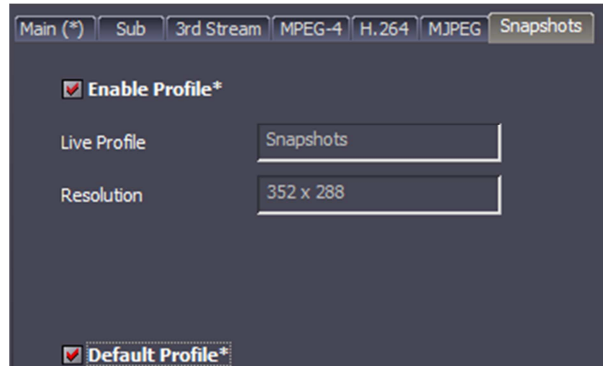 Main (*) Sub 3rd Stream MPEG-4 H.264 MJPEG Snapshots
Enable Profile*
Live Profile Snapshots
Resolution 352 x 288
Default Profile*